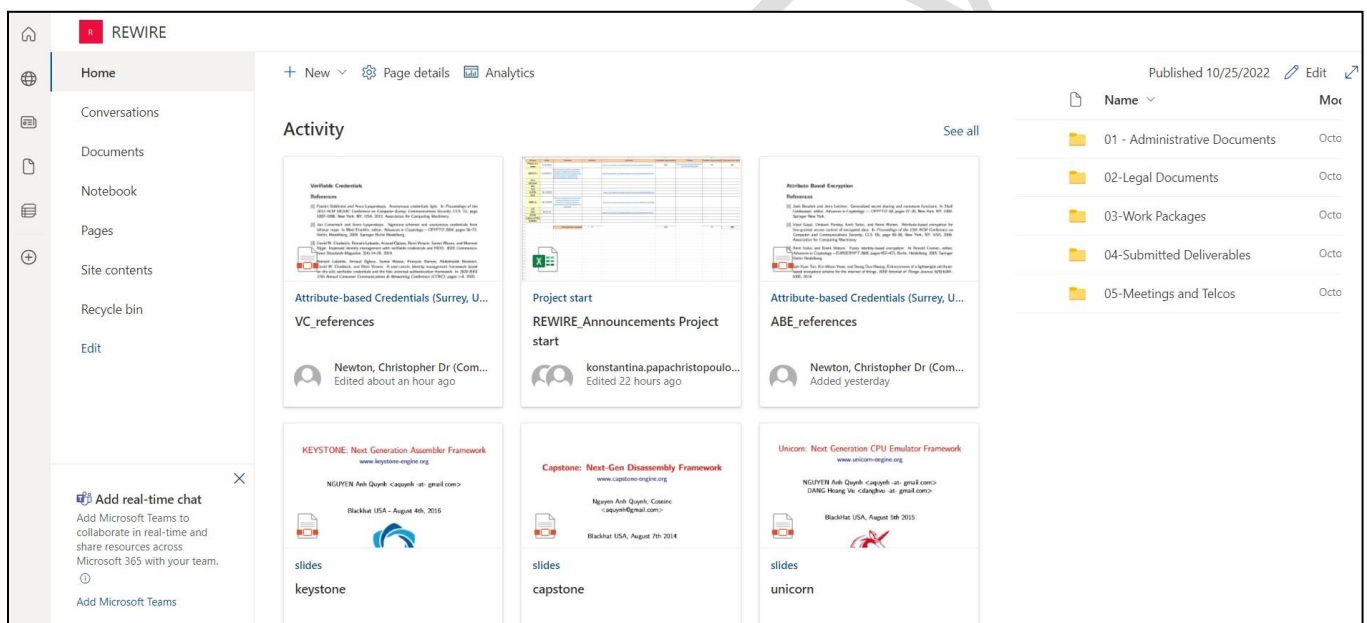 R REWIRE
Home
Conversations
Documents
Notebook
Pages
Site contents
Recycle bin
Edit
Add real-time chat
Add Microsoft Teams to
collaborate in real-time and
share resources across
Microsoft 365 with your team.
Add Microsoft Teams
New Page details Analytics
Published 10/25/2022 Edit
Activity
See all
Verifiable Credentials
References
Attribute-based Credentials (Surrey, U...
VC_references
Newton, Christopher Dr (Com...
Edited about an hour ago
Project start
REWIRE_Announcements Project
start
konstantina.papachristopoulo...
Edited 22 hours ago
Attribute Based Encryption
References
Attribute-based Credentials (Surrey, U...
ABE_references
Newton, Christopher Dr (Com...
Added yesterday
KEYSTONE: Next Generation Assembler Framework
www.keystone-engine.org
NGUYEN Anh Quynh <aquynh -at- gmail.com>
Blackhat USA - August 4th, 2016
slides
keystone
Capstone: Next-Gen Disassembly Framework
www.capstone-engine.org
Nguyen Anh Quynh, Coseinc
<aquynh@gmail.com>
Blackhat USA, August 7th 2014
slides
capstone
Unicorn: Next Generation CPU Emulator Framework
www.unicorn-engine.org
NGUYEN Anh Quynh <aquynh -at- gmail.com>
DANG Hoang Vu <danghvu -at- gmail.com>
BlackHat USA, August 5th 2015
slides
unicorn
Name Mod
01 - Administrative Documents Octo
02-Legal Documents Octo
03-Work Packages Octo
04-Submitted Deliverables Octo
05-Meetings and Telcos Octo